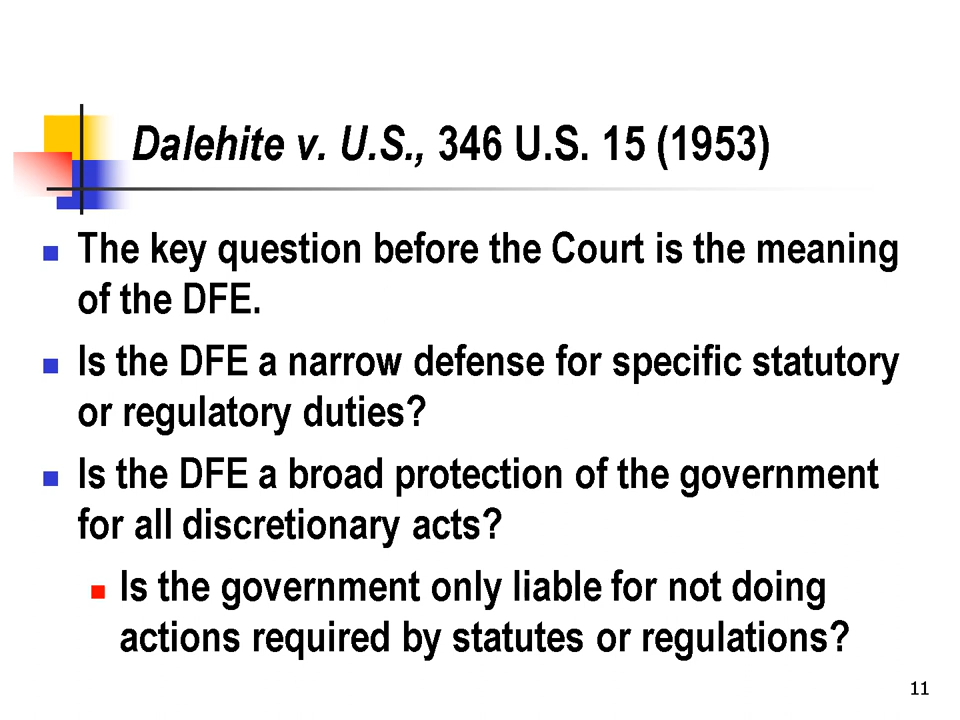 Dalehite v. U.S., 346 U.S. 15 (1953)
The key question before the Court is the meaning
of the DFE.
Is the DFE a narrow defense for specific statutory
or regulatory duties?
Is the DFE a broad protection of the government
for all discretionary acts?
Is the government only liable for not doing
actions required by statutes or regulations?
11